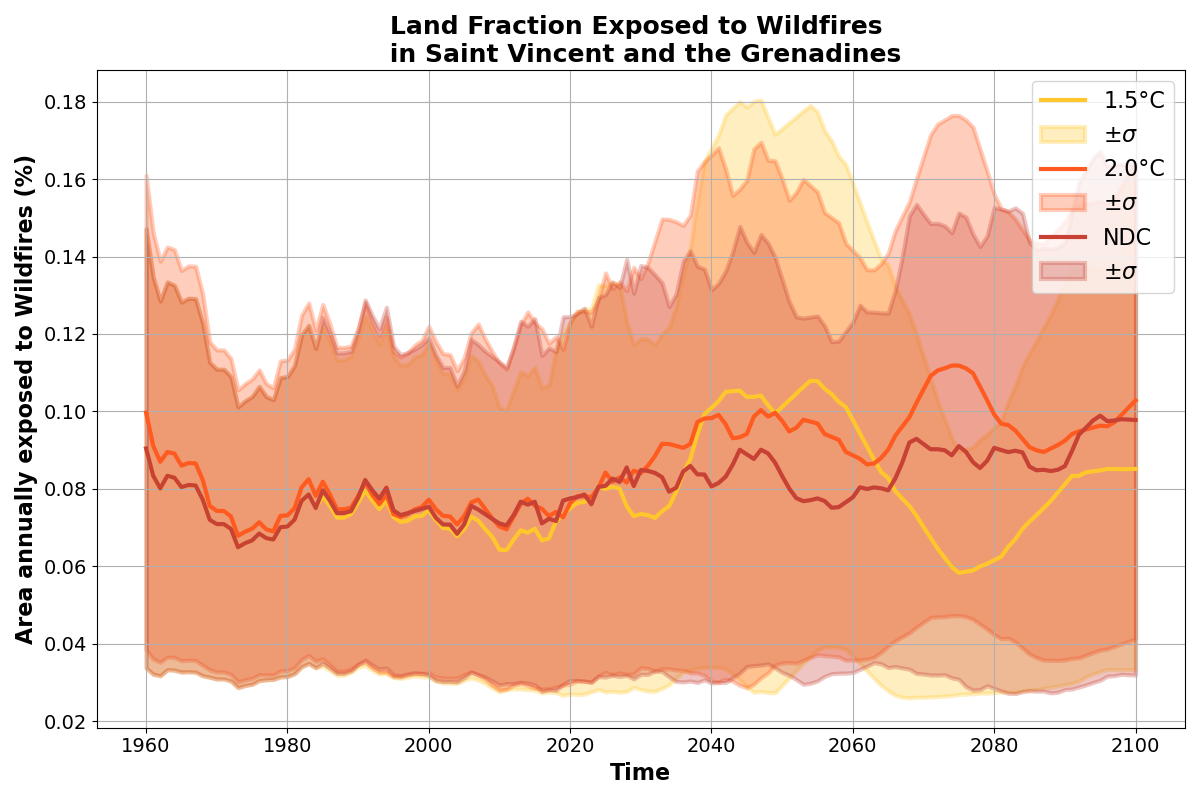 Land Fraction Exposed to Wildfires
in Saint Vincent and the Grenadines
Area annually exposed to Wildfires (%)
0.18
0.16
0.14
0.12
0.10
0.08
0.06
0.04
0.02
1960
1980
2000
2020
2040
2060
2080
2100
Time
1.5°C
±σ
2.0°C
±σ
NDC
±σ